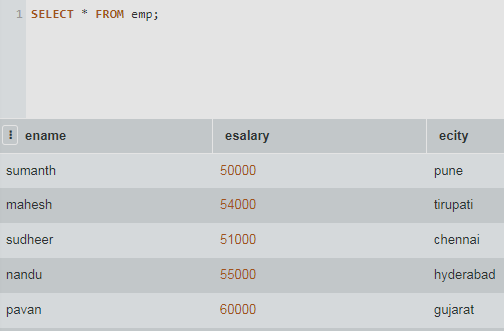 1 SELECT * FROM emp;
ename esalary ecity
sumanth 50000 pune
mahesh 54000 tirupati
sudheer 51000 chennai
nandu 55000 hyderabad
pavan 60000 gujarat